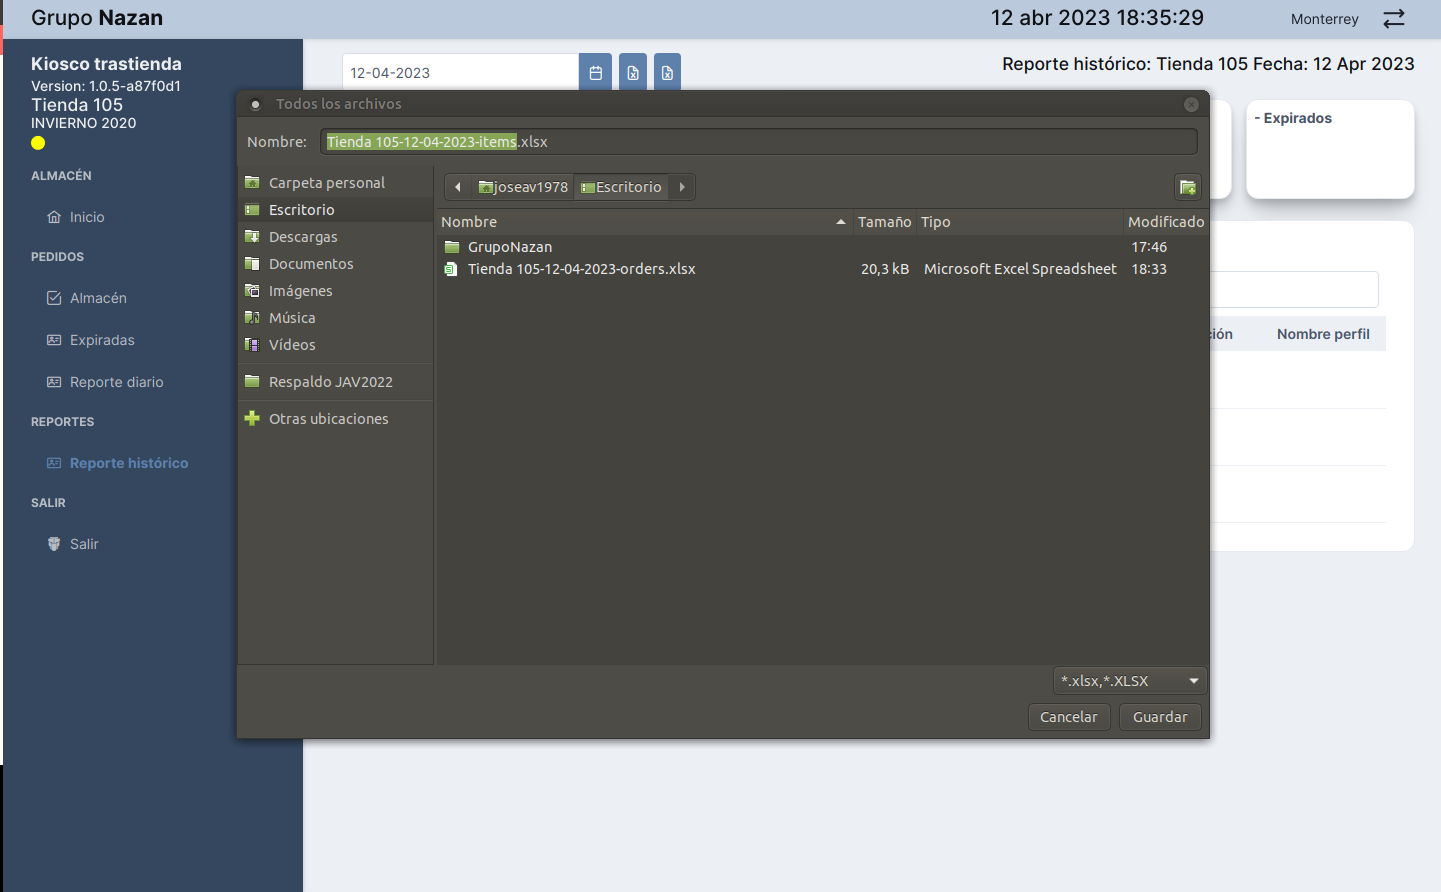 Grupo Nazan
12 abr 2023 18:35:29
Monterrey
Kiosco trastienda
Version: 1.0.5-a87f0d1
Tienda 105
INVIERNO 2020
ALMACÉN
Inicio
PEDIDOS
Almacén
Expiradas
Reporte diario
REPORTES
Reporte histórico
SALIR
Salir
12-04-2023
Reporte histórico: Tienda 105 Fecha: 12 Apr 2023
- Expirados
ción
Nombre perfil
Todos los archivos
Nombre: Tienda 105-12-04-2023-items.xlsx
Carpeta personal
Escritorio
Descargas
Documentos
Imágenes
Música
Vídeos
Respaldo JAV2022
Otras ubicaciones
joseav1978 Escritorio
Nombre Tamaño Tipo Modificado
GrupoNazan 17:46
Tienda 105-12-04-2023-orders.xlsx 20,3 kB Microsoft Excel Spreadsheet 18:33
*.xlsx,*.XLSX
Cancelar Guardar